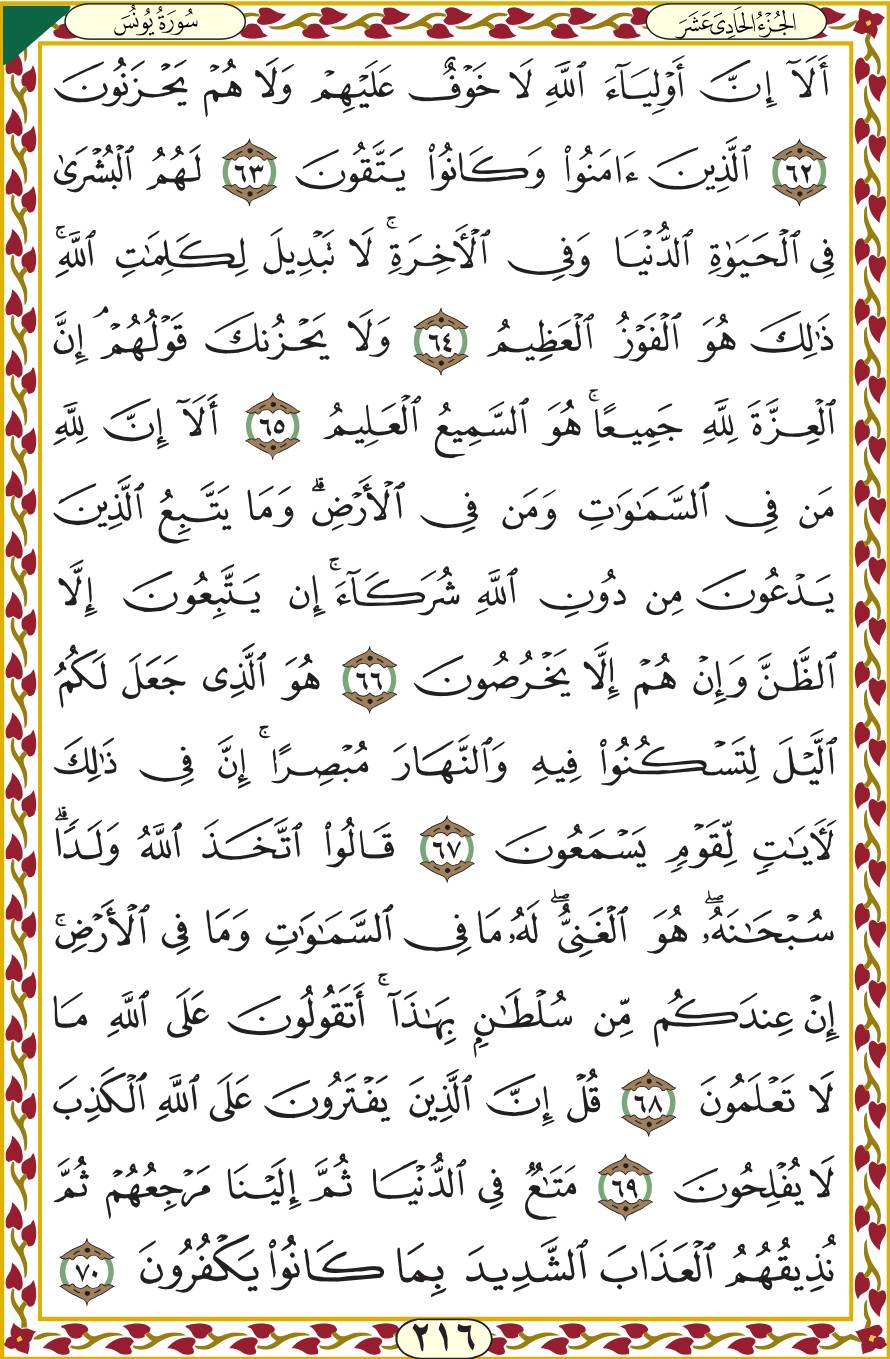 الجُزْءُ الحَادِىَ عَشَرَ
سُورَةُ يُونُسَ
أَلَآ إِنَّ أَوْلِيَآءَ ٱللَّهِ لَا خَوْفٌ عَلَيْهِمْ وَلَا هُمْ يَحْزَنُونَ
٦٢ ٱلَّذِينَ ءَامَنُوا۟ وَكَانُوا۟ يَتَّقُونَ ٦٣ لَهُمُ ٱلْبُشْرَىٰ
فِى ٱلْحَيَوٰةِ ٱلدُّنْيَا وَفِى ٱلْأَخِرَةِۚ لَا تَبْدِيلَ لِكَلِمَٰتِ ٱللَّهِۚ
ذَٰلِكَ هُوَ ٱلْفَوْزُ ٱلْعَظِيمُ ٦٤ وَلَا يَحْزُنكَ قَوْلُهُمْۘ إِنَّ
ٱلْعِزَّةَ لِلَّهِ جَمِيعًاۚ هُوَ ٱلسَّمِيعُ ٱلْعَلِيمُ ٦٥ أَلَآ إِنَّ لِلَّهِ
مَن فِى ٱلسَّمَٰوَٰتِ وَمَن فِى ٱلْأَرْضِۗ وَمَا يَتَّبِعُ ٱلَّذِينَ
يَدْعُونَ مِن دُونِ ٱللَّهِ شُرَكَآءَۚ إِن يَتَّبِعُونَ إِلَّا
ٱلظَّنَّ وَإِنْ هُمْ إِلَّا يَخْرُصُونَ ٦٦ هُوَ ٱلَّذِى جَعَلَ لَكُمُ
ٱلَّيْلَ لِتَسْكُنُوا۟ فِيهِ وَٱلنَّهَارَ مُبْصِرًاۚ إِنَّ فِى ذَٰلِكَ
لَءَايَٰتٍ لِّقَوْمٍ يَسْمَعُونَ ٦٧ قَالُوا۟ ٱتَّخَذَ ٱللَّهُ وَلَدًاۗ
سُبْحَٰنَهُۥۖ هُوَ ٱلْغَنِىُّۖ لَهُۥ مَا فِى ٱلسَّمَٰوَٰتِ وَمَا فِى ٱلْأَرْضِۚ
إِنْ عِندَكُم مِّن سُلْطَٰنٍۭ بِهَٰذَآۚ أَتَقُولُونَ عَلَى ٱللَّهِ مَا
لَا تَعْلَمُونَ ٦٨ قُلْ إِنَّ ٱلَّذِينَ يَفْتَرُونَ عَلَى ٱللَّهِ ٱلْكَذِبَ
لَا يُفْلِحُونَ ٦٩ مَتَٰعٌ فِى ٱلدُّنْيَا ثُمَّ إِلَيْنَا مَرْجِعُهُمْ ثُمَّ
نُذِيقُهُمُ ٱلْعَذَابَ ٱلشَّدِيدَ بِمَا كَانُوا۟ يَكْفُرُونَ ٧٠
٢١٦